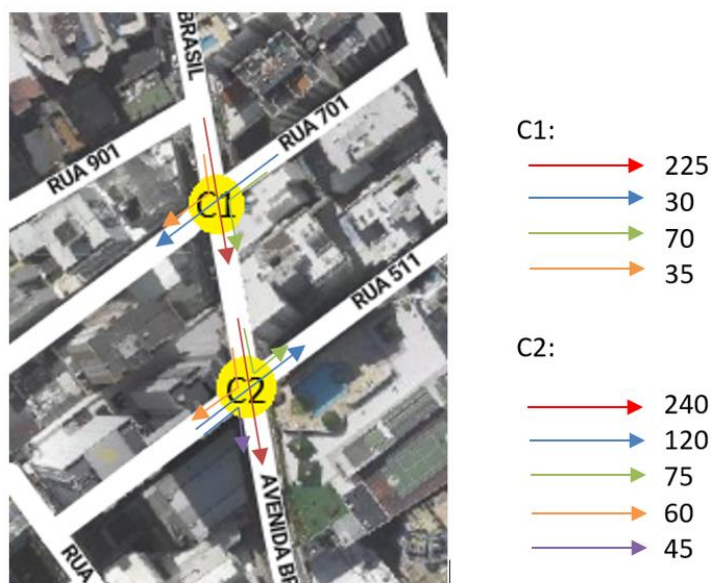 BRASIL
RUA 901
RUA 701
C1
RUA 511
C2
AVENIDA BR
RUA
C1:
225
30
70
35
C2:
240
120
75
60
45